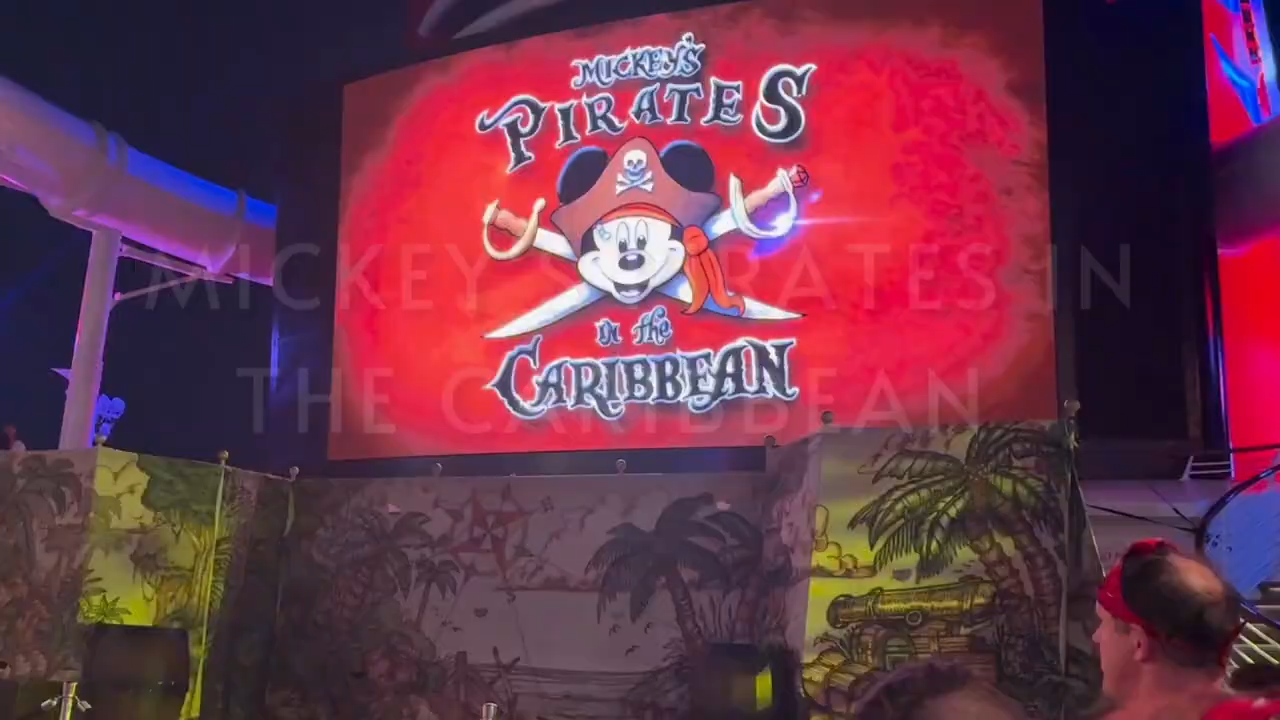 MICKEY'S
PIRATES
in the
CARIBBEAN
MICKEY'S PIRATES IN
THE CARIBBEAN